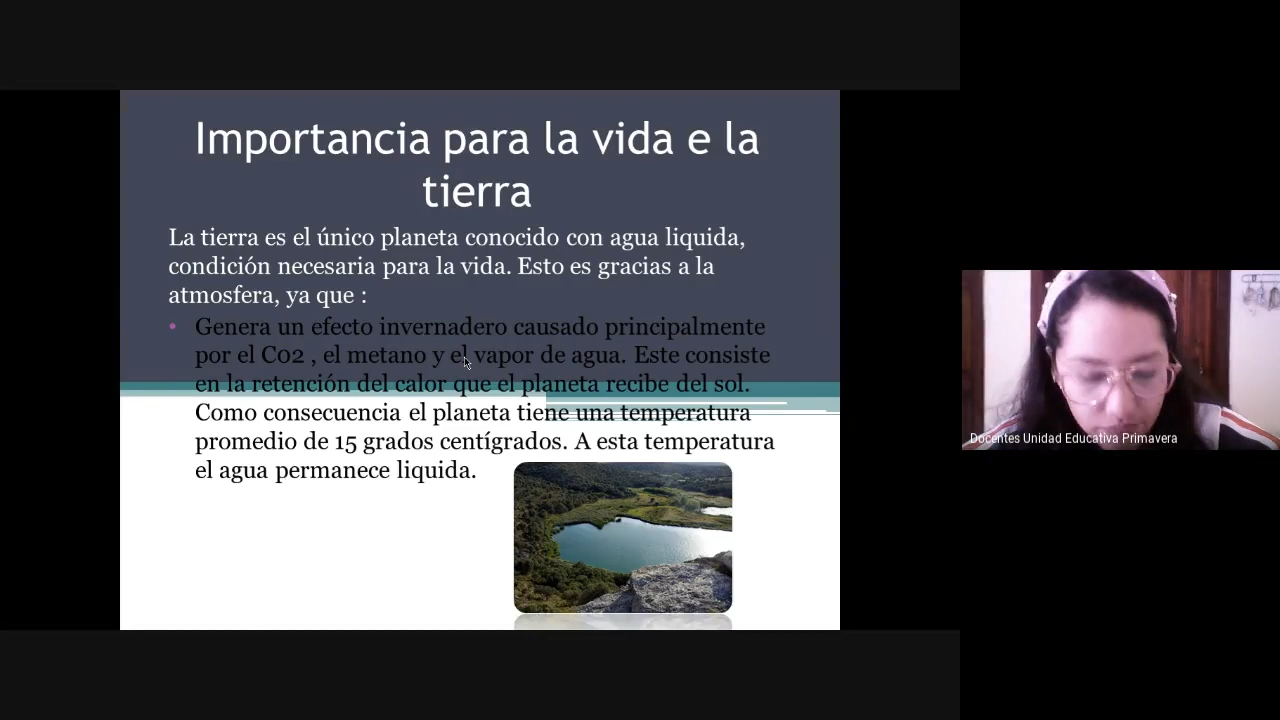 Importancia para la vida e la
tierra
La tierra es el único planeta conocido con agua liquida,
condición necesaria para la vida. Esto es gracias a la
atmosfera, ya que :
• Genera un efecto invernadero causado principalmente
por el C02 , el metano y el vapor de agua. Este consiste
en la retención del calor que el planeta recibe del sol.
Como consecuencia el planeta tiene una temperatura
promedio de 15 grados centígrados. A esta temperatura
el agua permanece liquida.
Docentes Unidad Educativa Primavera